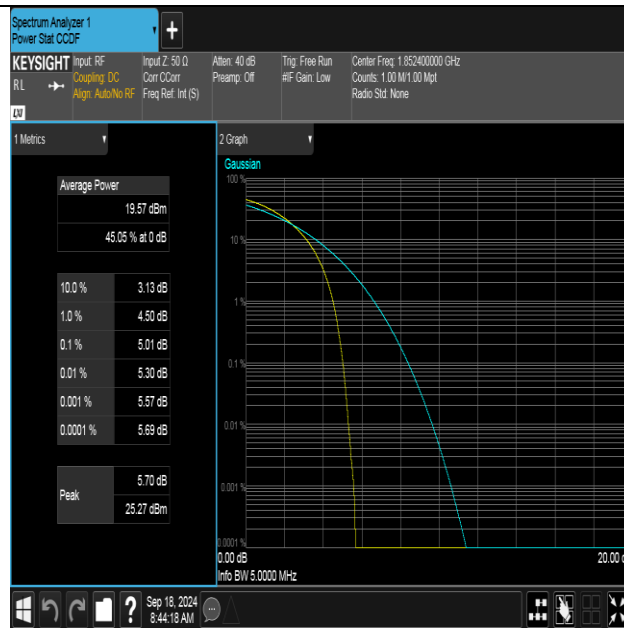 Spectrum Analyzer 1
Power Stat CCDF
+
KEYSIGHT
RL
LXI
Input: RF
Coupling: DC
Align: Auto/No RF
Input Z: 50 Ω
Corr CCorr
Freq Ref: Int (S)
Atten: 40 dB
Preamp: Off
Trig: Free Run
#IF Gain: Low
Center Freq: 1.852400000 GHz
Counts: 1.00 M/1.00 Mpt
Radio Std: None
1 Metrics
Average Power
19.57 dBm
45.05 % at 0 dB
10.0 % 3.13 dB
1.0 % 4.50 dB
0.1 % 5.01 dB
0.01 % 5.30 dB
0.001 % 5.57 dB
0.0001 % 5.69 dB
Peak
5.70 dB
25.27 dBm
2 Graph
Gaussian
100 %
10 %
1 %
0.1 %
0.01 %
0.001 %
0.0001 %
0.00 dB
20.00
Info BW 5.0000 MHz
?
Sep 18, 2024
8:44:18 AM